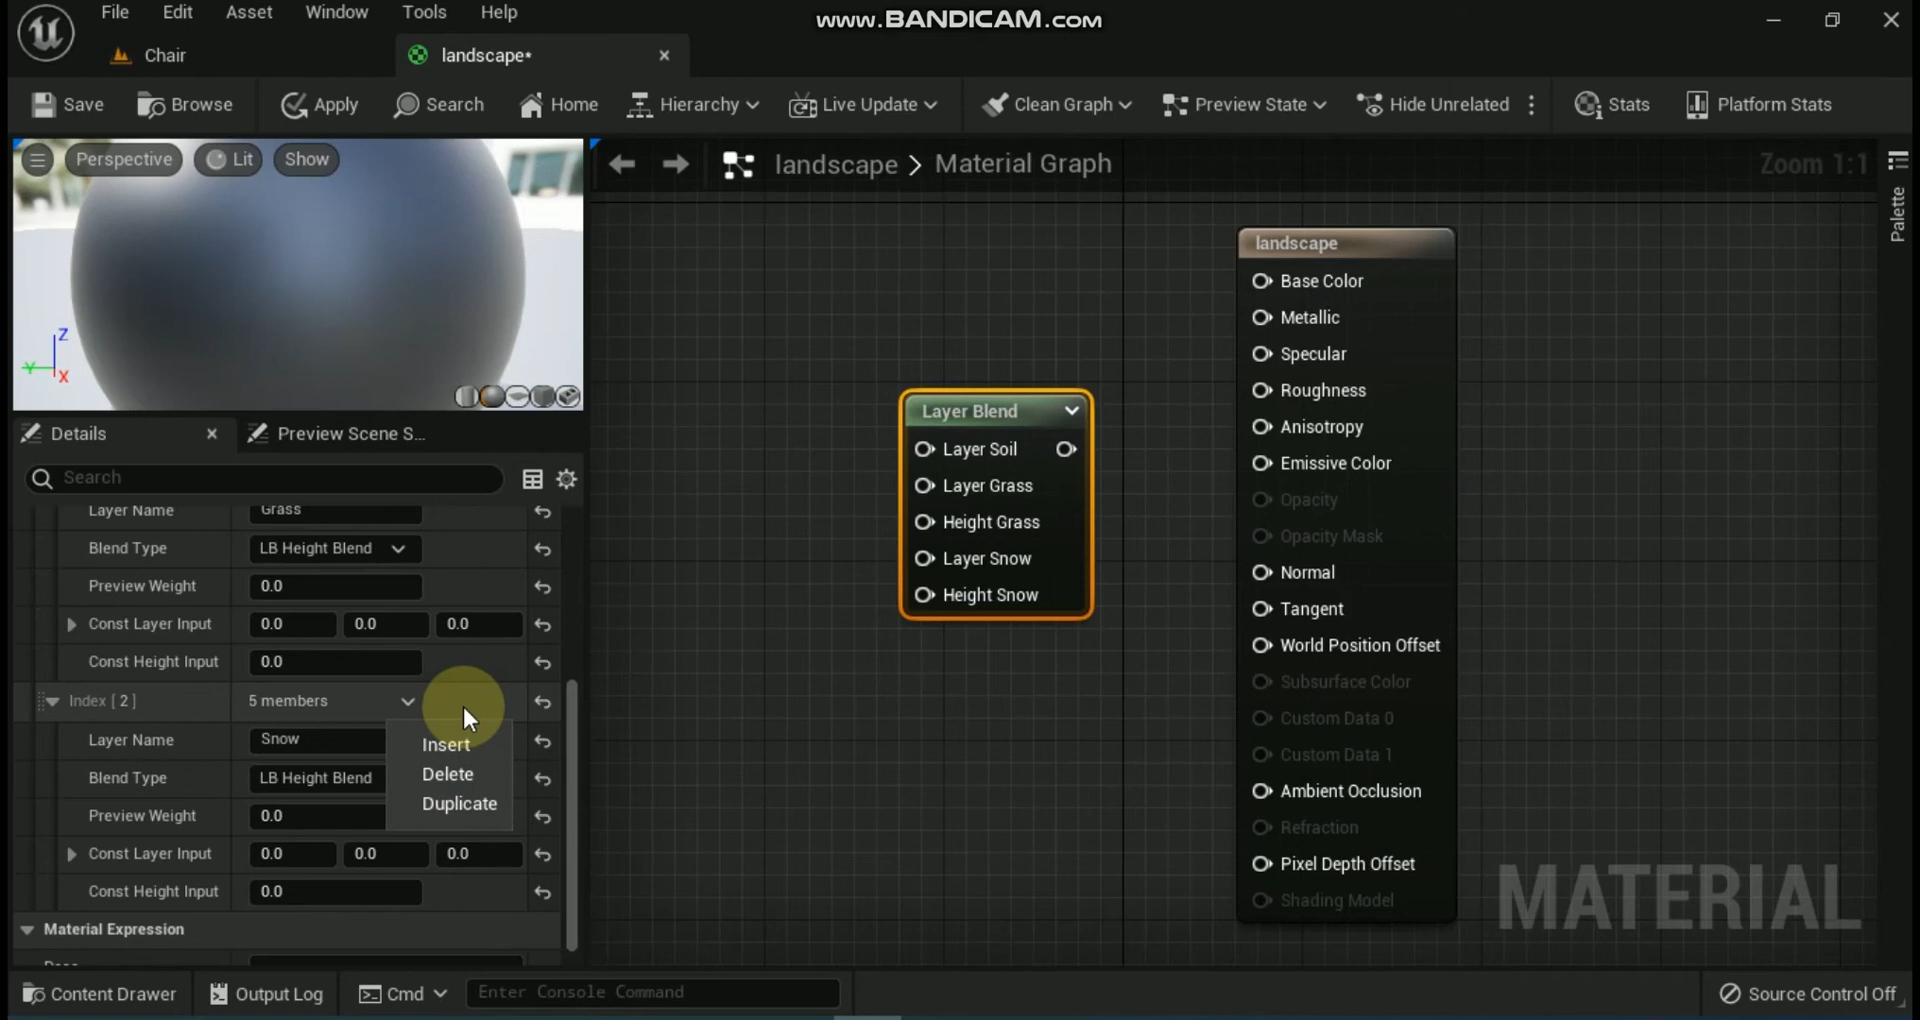 File Edit Asset Window Tools Help
www.BANDICAM.com
Chair
landscape*
Save Browse Apply Search Home Hierarchy Live Update Clean Graph Preview State Hide Unrelated Stats Platform Stats
Perspective Lit Show
landscape > Material Graph
Zoom 1:1
Palette
Z
Y
X
Details
Preview Scene S...
Search
Layer Name Grass
Blend Type LB Height Blend
Preview Weight 0.0
Const Layer Input 0.0 0.0 0.0
Const Height Input 0.0
Index [ 2 ] 5 members
Layer Name Snow
Blend Type LB Height Blend
Preview Weight 0.0
Const Layer Input 0.0 0.0 0.0
Const Height Input 0.0
Insert
Delete
Duplicate
Material Expression
Layer Blend
Layer Soil
Layer Grass
Height Grass
Layer Snow
Height Snow
landscape
Base Color
Metallic
Specular
Roughness
Anisotropy
Emissive Color
Opacity
Opacity Mask
Normal
Tangent
World Position Offset
Subsurface Color
Custom Data 0
Custom Data 1
Ambient Occlusion
Refraction
Pixel Depth Offset
Shading Model
MATERIAL
Content Drawer Output Log Cmd Enter Console Command Source Control Off